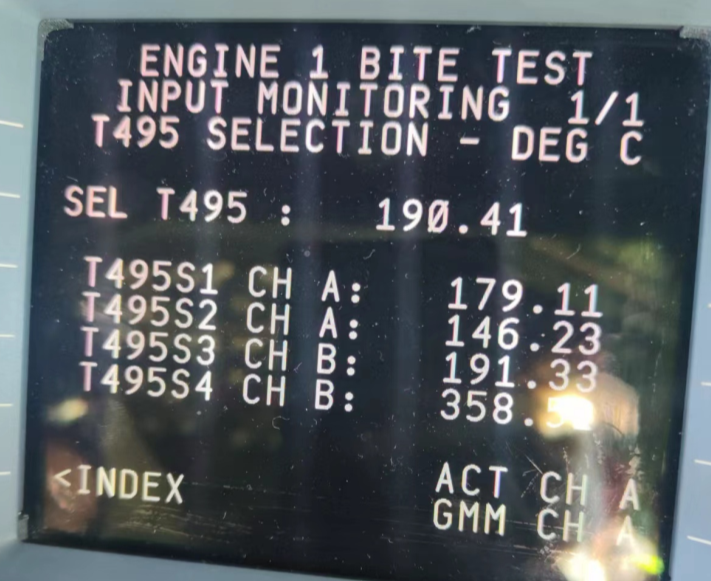 ENGINE 1 BITE TEST
INPUT MONITORING 1/1
T495 SELECTION - DEG C
SEL T495 : 190.41
T495S1 CH A: 179.11
T495S2 CH A: 146.23
T495S3 CH B: 191.33
T495S4 CH B:
<INDEX
ACT CH A
GMM CH A